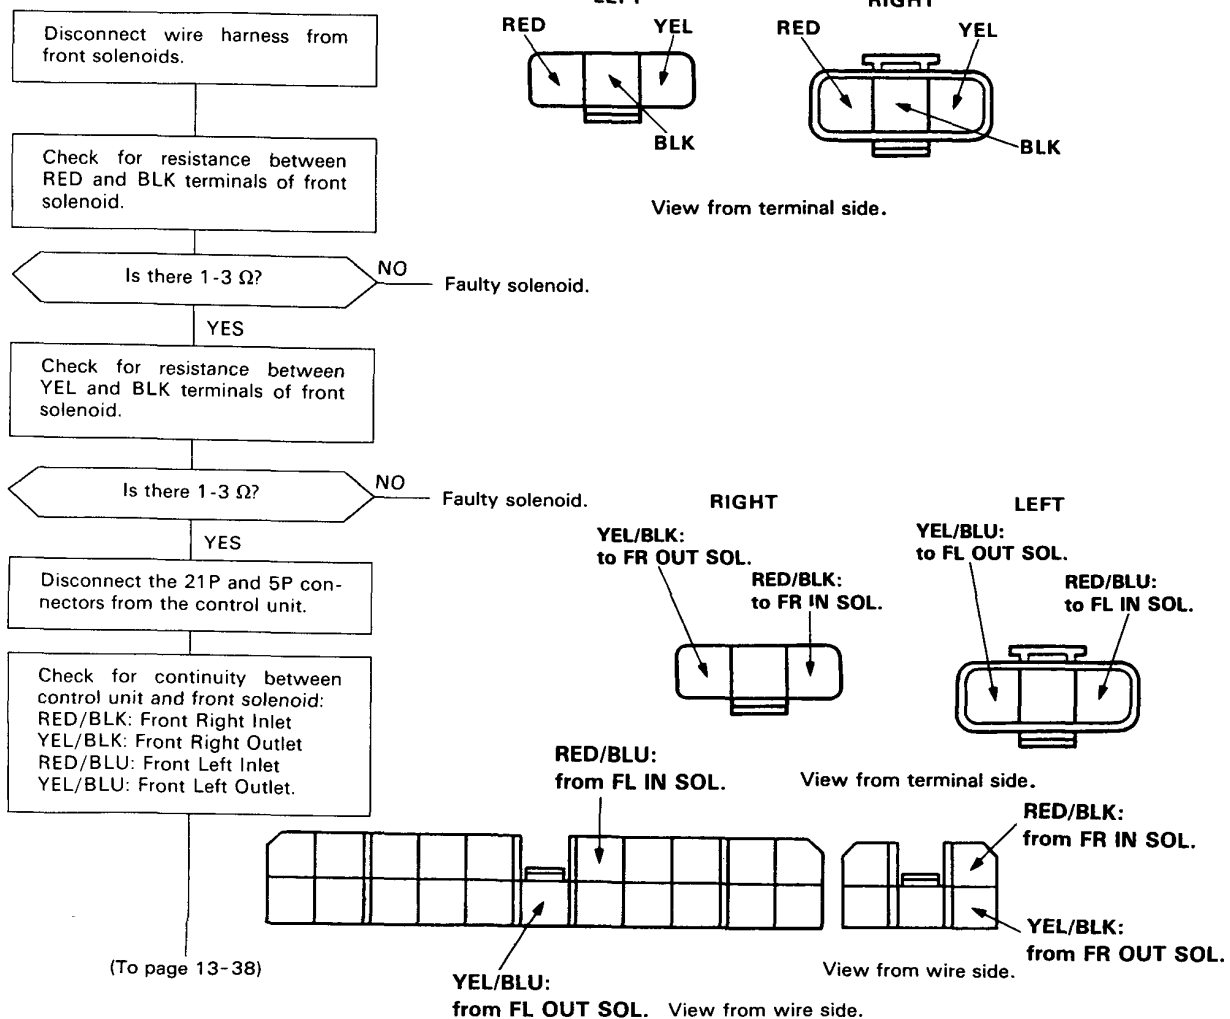 Disconnect wire harness from
front solenoids.
Check for resistance between
RED and BLK terminals of front
solenoid.
Is there 1-3 Ω?
NO
Faulty solenoid.
YES
Check for resistance between
YEL and BLK terminals of front
solenoid.
Is there 1-3 Ω?
NO
Faulty solenoid.
YES
Disconnect the 21P and 5P con-
nectors from the control unit.
Check for continuity between
control unit and front solenoid:
RED/BLK: Front Right Inlet
YEL/BLK: Front Right Outlet
RED/BLU: Front Left Inlet
YEL/BLU: Front Left Outlet.
(To page 13-38)
LEFT
RED
YEL
BLK
RIGHT
RED
YEL
BLK
View from terminal side.
RIGHT
YEL/BLK:
to FR OUT SOL.
RED/BLK:
to FR IN SOL.
LEFT
YEL/BLU:
to FL OUT SOL.
RED/BLU:
to FL IN SOL.
View from terminal side.
RED/BLU:
from FL IN SOL.
YEL/BLU:
from FL OUT SOL.
View from wire side.
RED/BLK:
from FR IN SOL.
YEL/BLK:
from FR OUT SOL.
View from wire side.